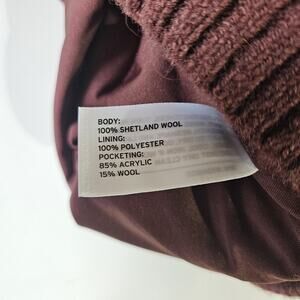 BODY:
100% SHETLAND WOOL
LINING:
100% POLYESTER
POCKETING:
85% ACRYLIC
15% WOOL